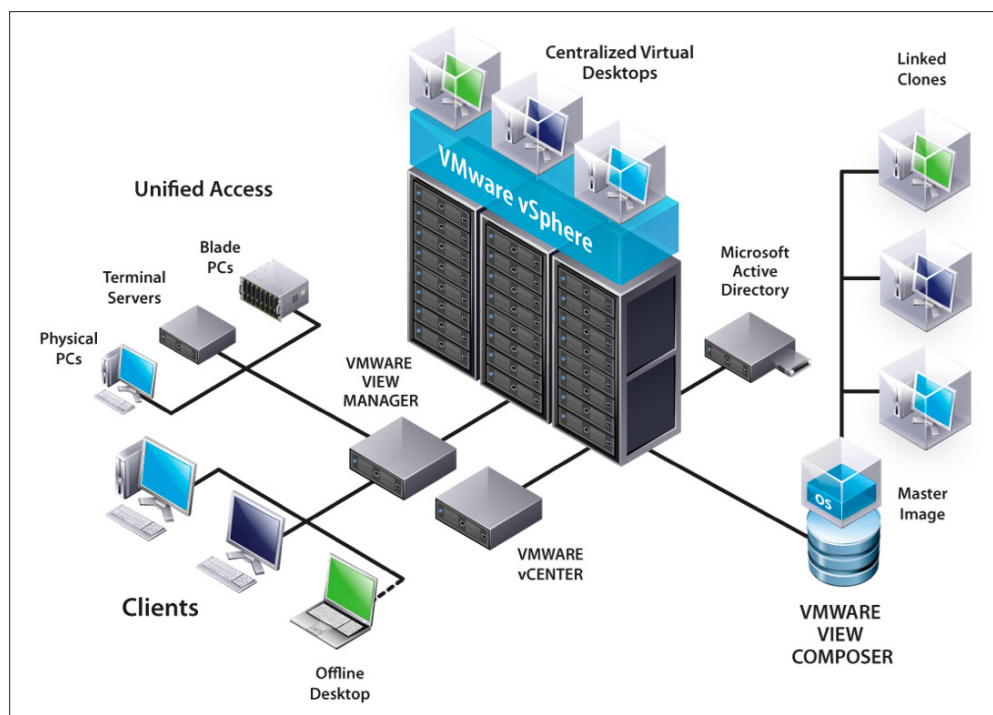 Centralized Virtual
Desktops
Linked
Clones
VMware vSphere
Unified Access
Blade
PCs
Terminal
Servers
Physical
PCs
Microsoft
Active
Directory
VMWARE
VIEW
MANAGER
OS
Master
Image
VMWARE
vCENTER
Clients
Offline
Desktop
VMWARE
VIEW
COMPOSER